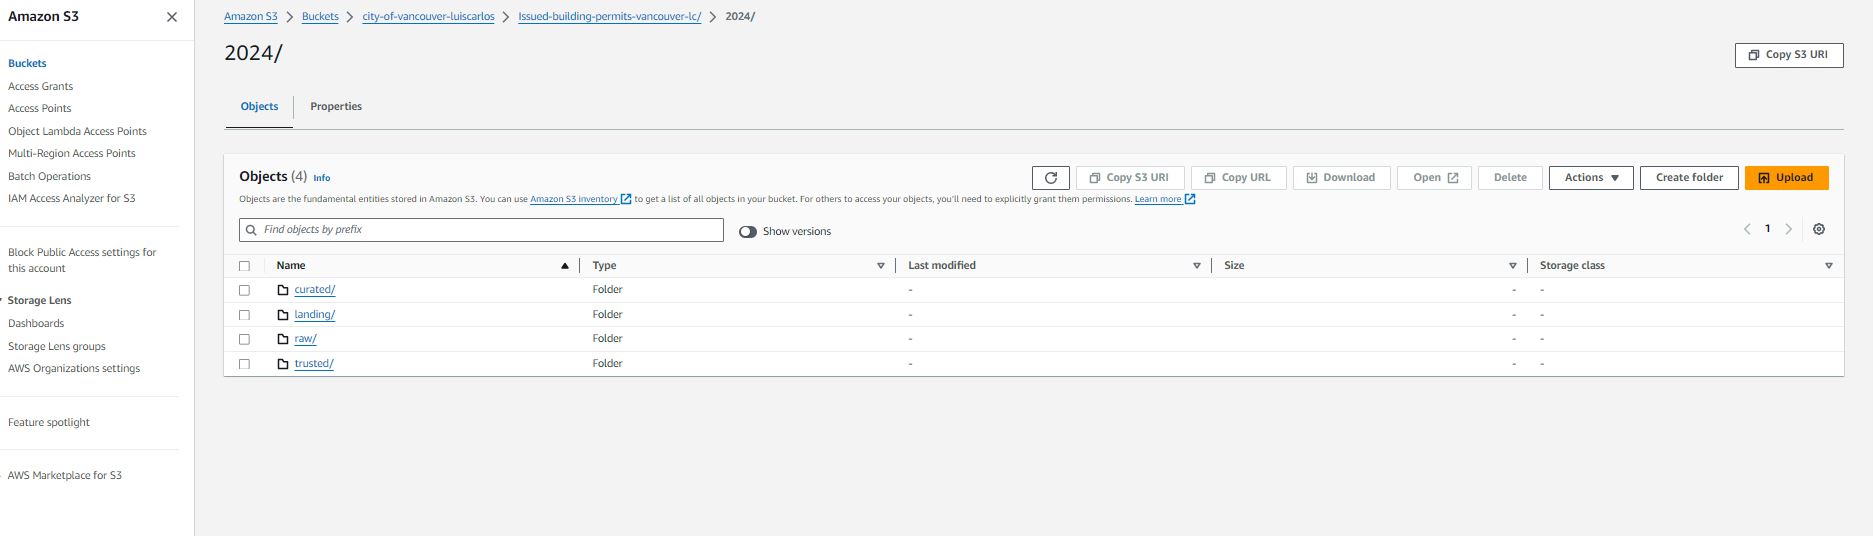 Amazon S3
Buckets
Access Grants
Access Points
Object Lambda Access Points
Multi-Region Access Points
Batch Operations
IAM Access Analyzer for S3
Block Public Access settings for
this account
Storage Lens
Dashboards
Storage Lens groups
AWS Organizations settings
Feature spotlight
AWS Marketplace for S3
Amazon S3 > Buckets > city-of-vancouver-luiscarlos > Issued-building-permits-vancouver-lc/ > 2024/
2024/
Copy S3 URI
Objects Properties
Objects (4) Info
Copy S3 URI Copy URL Download Open Delete Actions Create folder Upload
Objects are the fundamental entities stored in Amazon S3. You can use Amazon S3 inventory to get a list of all objects in your bucket. For others to access your objects, you'll need to explicitly grant them permissions. Learn more
Find objects by prefix Show versions < 1 >
Name Type Last modified Size Storage class
curated/ Folder - - -
landing/ Folder - - -
raw/ Folder - - -
trusted/ Folder - - -